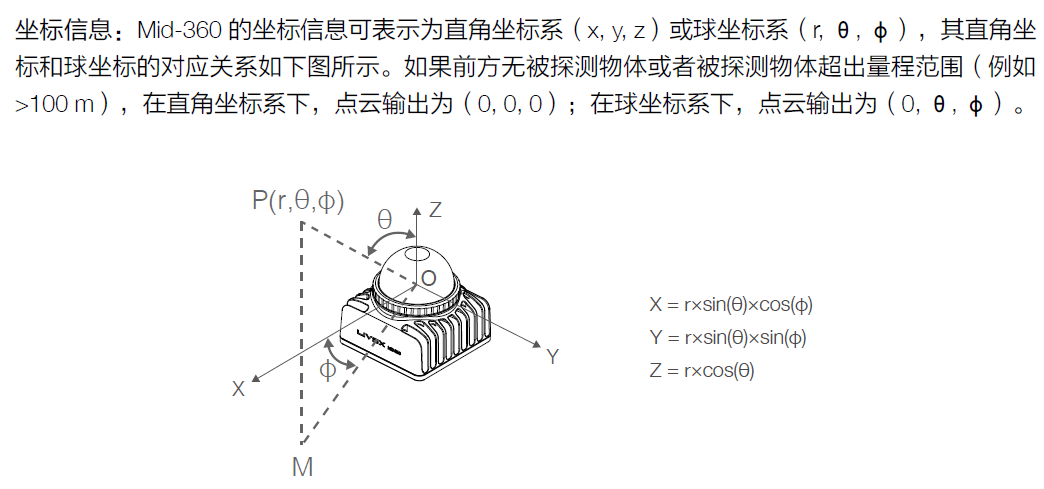 坐标信息：Mid-360 的坐标信息可表示为直角坐标系（x, y, z）或球坐标系（r, θ, φ），其直角坐
标和球坐标的对应关系如下图所示。如果前方无被探测物体或者被探测物体超出量程范围（例如
>100 m），在直角坐标系下，点云输出为（0, 0, 0）；在球坐标系下，点云输出为（0, θ, φ）。
P(r,θ,φ)
θ
Z
O
LIVOX
X = r×sin(θ)×cos(φ)
Y = r×sin(θ)×sin(φ)
Z = r×cos(θ)
Y
φ
X
M